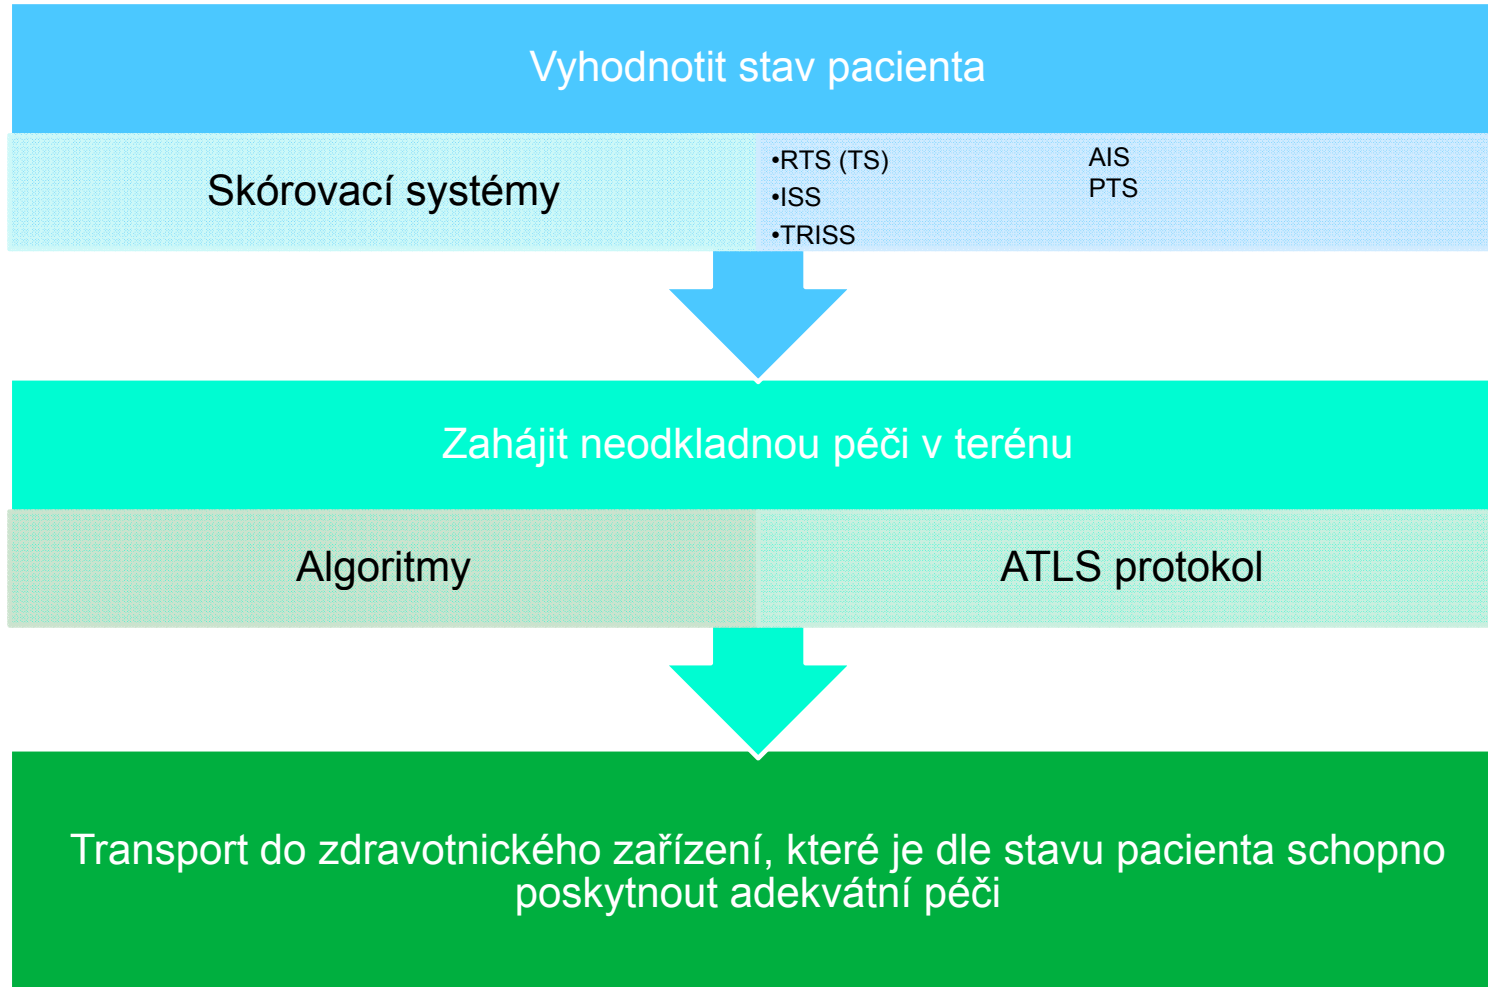 Vyhodnotit stav pacienta
Skórovací systémy
•RTS (TS)
•ISS
•TRISS
AIS
PTS
Zahájit neodkladnou péči v terénu
Algoritmy
ATLS protokol
Transport do zdravotnického zařízení, které je dle stavu pacienta schopno
poskytnout adekvátní péči